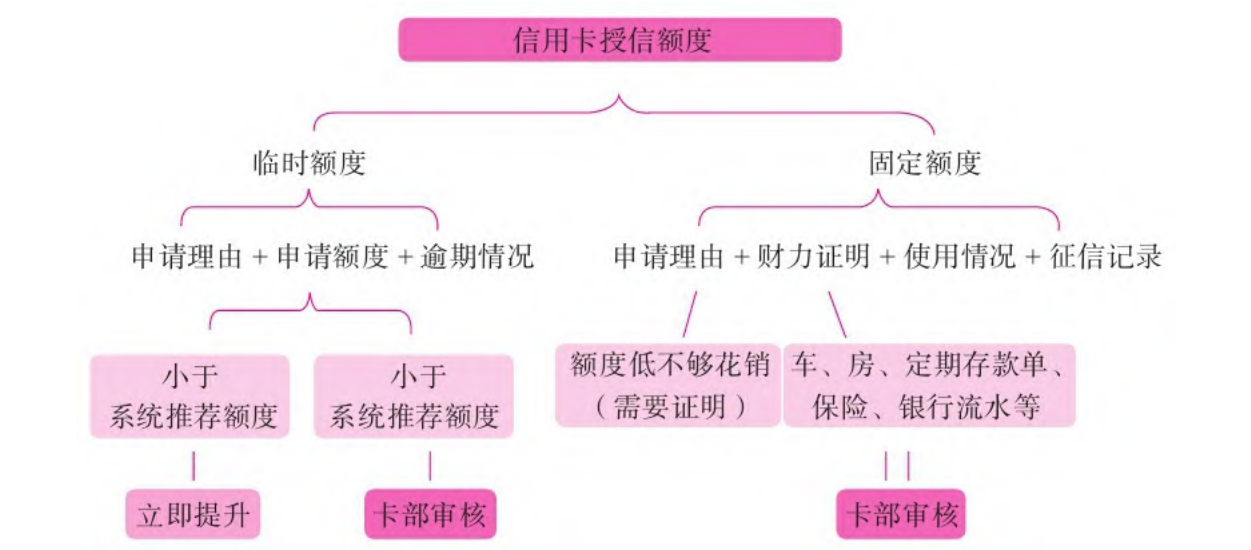 信用卡授信额度
临时额度
固定额度
申请理由 + 申请额度 + 逾期情况
申请理由 + 财力证明 + 使用情况 + 征信记录
小于
系统推荐额度
小于
系统推荐额度
额度低不够花销
（需要证明）
车、房、定期存款单、
保险、银行流水等
立即提升
卡部审核
卡部审核